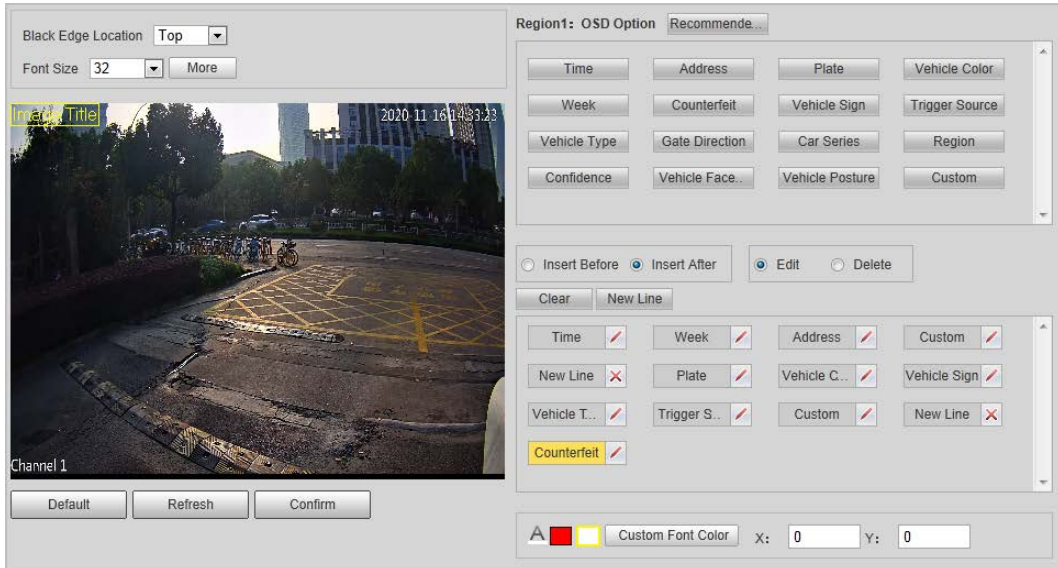 Black Edge Location Top
Font Size 32 More
Image Title
2020-11-16 14:33:23
Channel 1
Default Refresh Confirm
Region1: OSD Option Recommende...
Time Address Plate Vehicle Color
Week Counterfeit Vehicle Sign Trigger Source
Vehicle Type Gate Direction Car Series Region
Confidence Vehicle Face.. Vehicle Posture Custom
Insert Before Insert After Edit Delete
Clear New Line
Time Week Address Custom
New Line Plate Vehicle C... Vehicle Sign
Vehicle T... Trigger S... Custom New Line
Counterfeit
A Custom Font Color X: 0 Y: 0